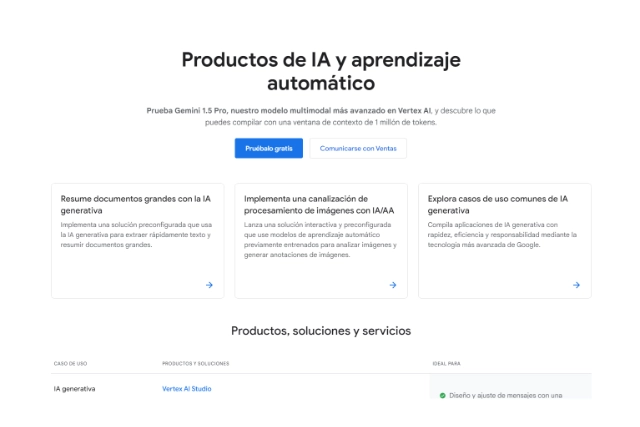 Productos de IA y aprendizaje
automático
Prueba Gemini 1.5 Pro, nuestro modelo multimodal más avanzado en Vertex AI, y descubre lo que
puedes compilar con una ventana de contexto de 1 millón de tokens.
Pruébalo gratis
Comunicarse con Ventas
Resume documentos grandes con la IA
generativa
Implementa una solución preconfigurada que usa
la IA generativa para extraer rápidamente texto y
resumir documentos grandes.
Implementa una canalización de
procesamiento de imágenes con IA/AA
Lanza una solución interactiva y preconfigurada
que use modelos de aprendizaje automático
previamente entrenados para analizar imágenes y
generar anotaciones de imágenes.
Explora casos de uso comunes de IA
generativa
Compila aplicaciones de IA generativa con
rapidez, eficiencia y responsabilidad mediante la
tecnología más avanzada de Google.
Productos, soluciones y servicios
CASO DE USO
PRODUCTOS Y SOLUCIONES
IDEAL PARA
IA generativa
Vertex AI Studio
Diseño y ajuste de mensajes con una